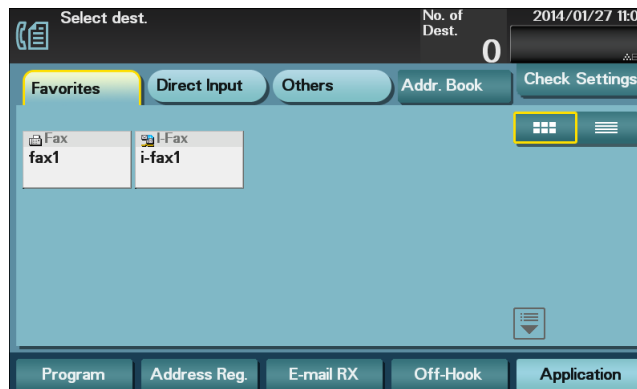 Select dest.
No. of
Dest.
0
2014/01/27 11:0
Favorites
Direct Input
Others
Addr. Book
Check Settings
Fax
fax1
I-Fax
i-fax1
Program
Address Reg.
E-mail RX
Off-Hook
Application